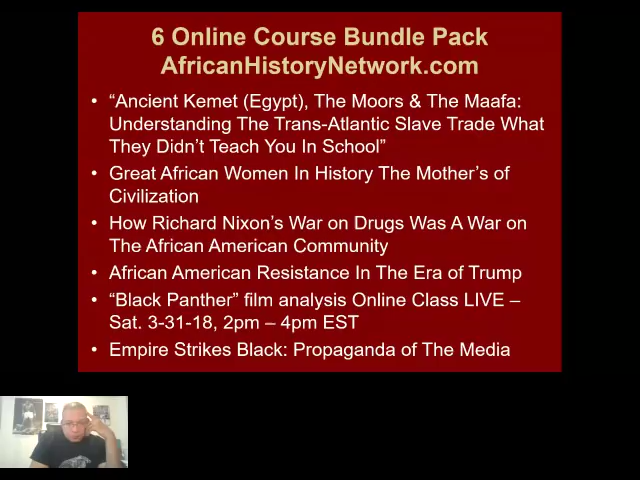 6 Online Course Bundle Pack
AfricanHistoryNetwork.com
• “Ancient Kemet (Egypt), The Moors & The Maafa:
Understanding The Trans-Atlantic Slave Trade What
They Didn’t Teach You In School”
• Great African Women In History The Mother’s of
Civilization
• How Richard Nixon’s War on Drugs Was A War on
The African American Community
• African American Resistance In The Era of Trump
• “Black Panther” film analysis Online Class LIVE –
Sat. 3-31-18, 2pm – 4pm EST
• Empire Strikes Black: Propaganda of The Media